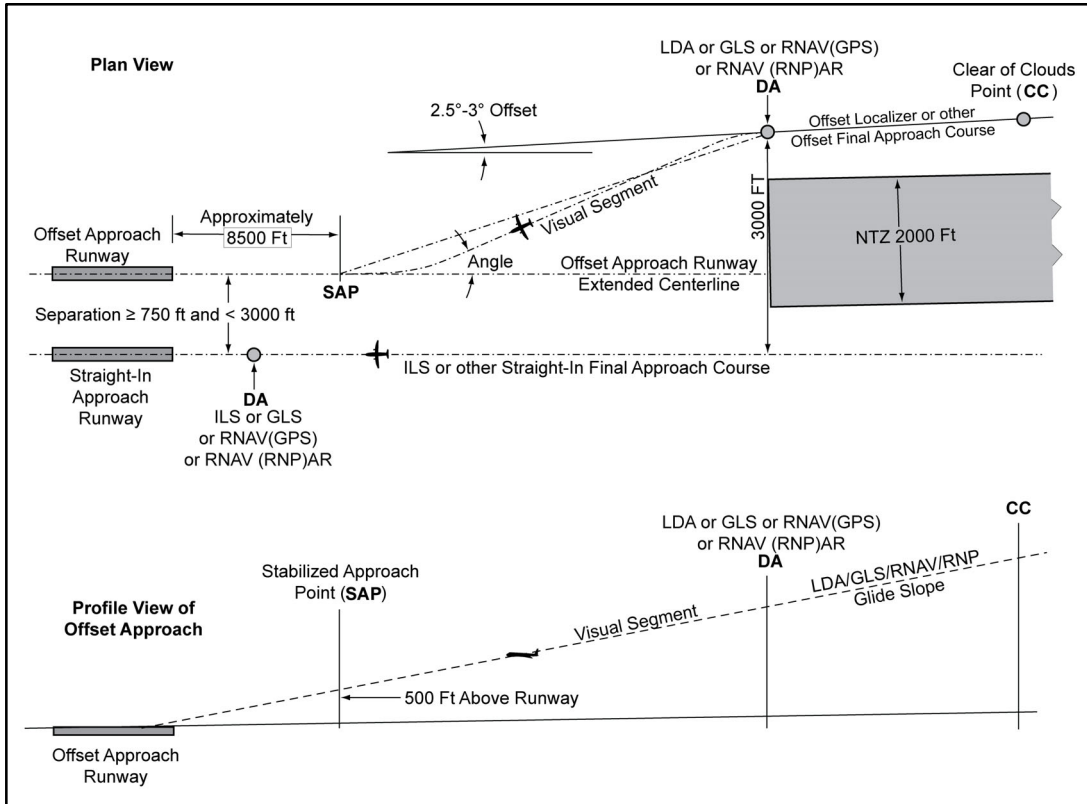 Plan View
LDA or GLS or RNAV(GPS)
or RNAV (RNP)AR
DA
Clear of Clouds
Point (CC)
2.5°-3° Offset
Offset Localizer or other
Offset Final Approach Course
Visual Segment
3000 FT
NTZ 2000 Ft
Approximately
8500 Ft
Offset Approach
Runway
Angle
SAP
Offset Approach Runway
Extended Centerline
Separation ≥ 750 ft and < 3000 ft
Straight-In
Approach
Runway
ILS or other Straight-In Final Approach Course
DA
ILS or GLS
or RNAV(GPS)
or RNAV (RNP)AR
Profile View of
Offset Approach
Stabilized Approach
Point (SAP)
LDA or GLS or RNAV(GPS)
or RNAV (RNP)AR
DA
CC
LDA/GLS/RNAV/RNP
Glide Slope
Visual Segment
500 Ft Above Runway
Offset Approach
Runway